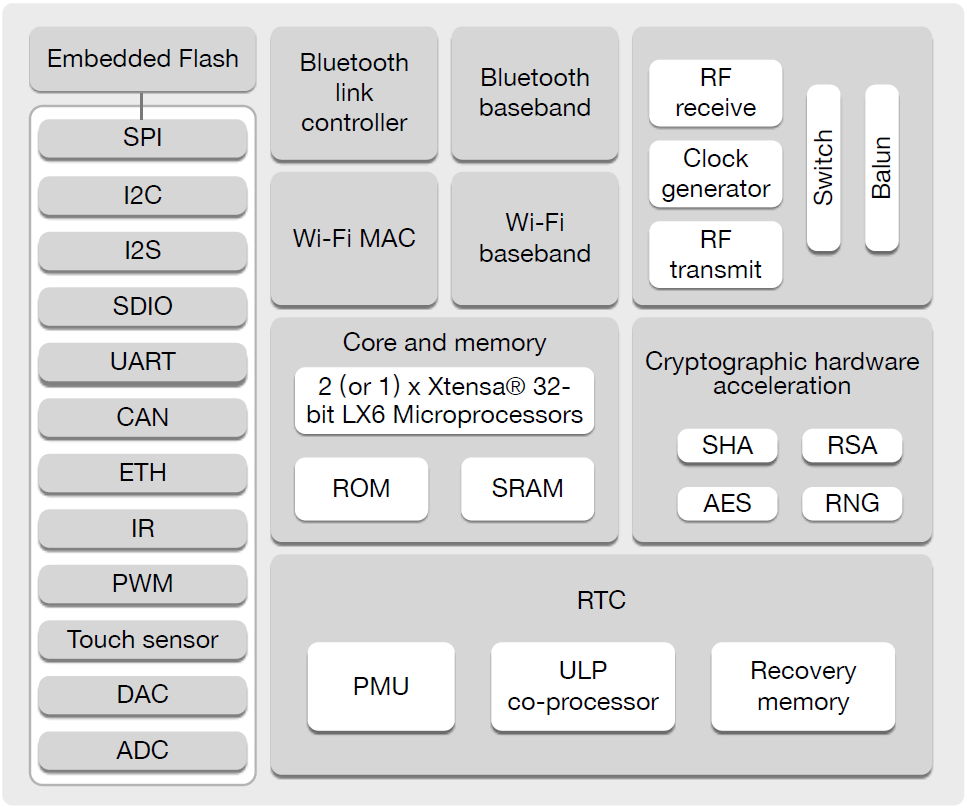 Embedded Flash
SPI
I2C
I2S
SDIO
UART
CAN
ETH
IR
PWM
Touch sensor
DAC
ADC
Bluetooth
link
controller
Bluetooth
baseband
Wi-Fi MAC
Wi-Fi
baseband
RF
receive
Clock
generator
RF
transmit
Switch
Balun
Core and memory
2 (or 1) x Xtensa® 32-
bit LX6 Microprocessors
ROM
SRAM
Cryptographic hardware
acceleration
SHA
RSA
AES
RNG
RTC
PMU
ULP
co-processor
Recovery
memory